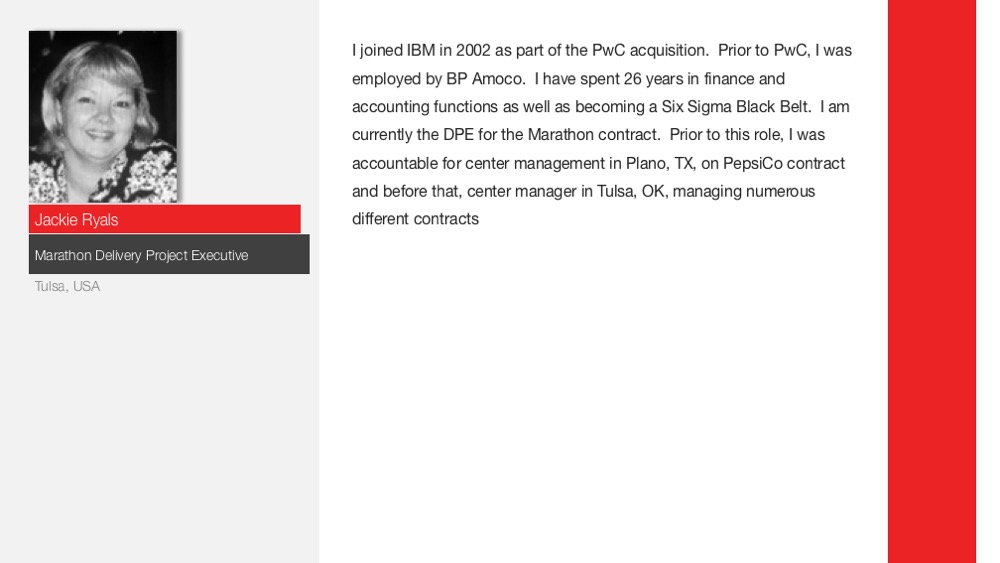 Jackie Ryals
Marathon Delivery Project Executive
Tulsa, USA
I joined IBM in 2002 as part of the PwC acquisition.  Prior to PwC, I was
employed by BP Amoco.  I have spent 26 years in finance and
accounting functions as well as becoming a Six Sigma Black Belt.  I am
currently the DPE for the Marathon contract.  Prior to this role, I was
accountable for center management in Plano, TX, on PepsiCo contract
and before that, center manager in Tulsa, OK, managing numerous
different contracts